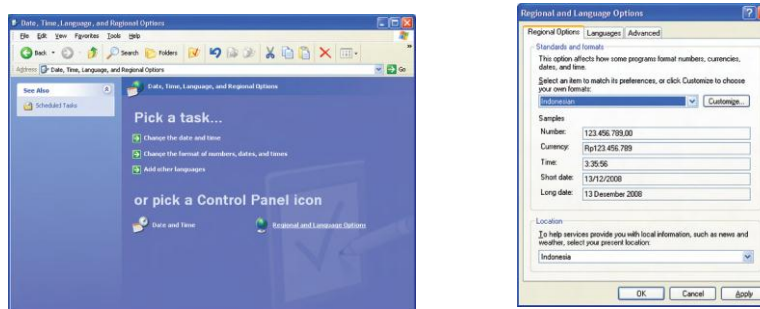 Date, Time, Language, and Regional Options
File Edit View Favorites Tools Help
Back Search Folders
Address Date, Time, Language, and Regional Options Go
See Also
Scheduled Tasks
Date, Time, Language, and Regional Options
Pick a task...
Change the date and time
Change the format of numbers, dates, and times
Add other languages
or pick a Control Panel icon
Date and Time Regional and Language Options
Regional and Language Options
Regional Options Languages Advanced
Standards and formats
This option affects how some programs format numbers, currencies,
dates, and time.
Select an item to match its preferences, or click Customize to choose
your own formats:
Indonesian Customize...
Samples
Number: 123.456.789,00
Currency: Rp123.456.789
Time: 3:35:56
Short date: 13/12/2008
Long date: 13 Desember 2008
Location
To help services provide you with local information, such as news and
weather, select your present location:
Indonesia
OK Cancel Apply